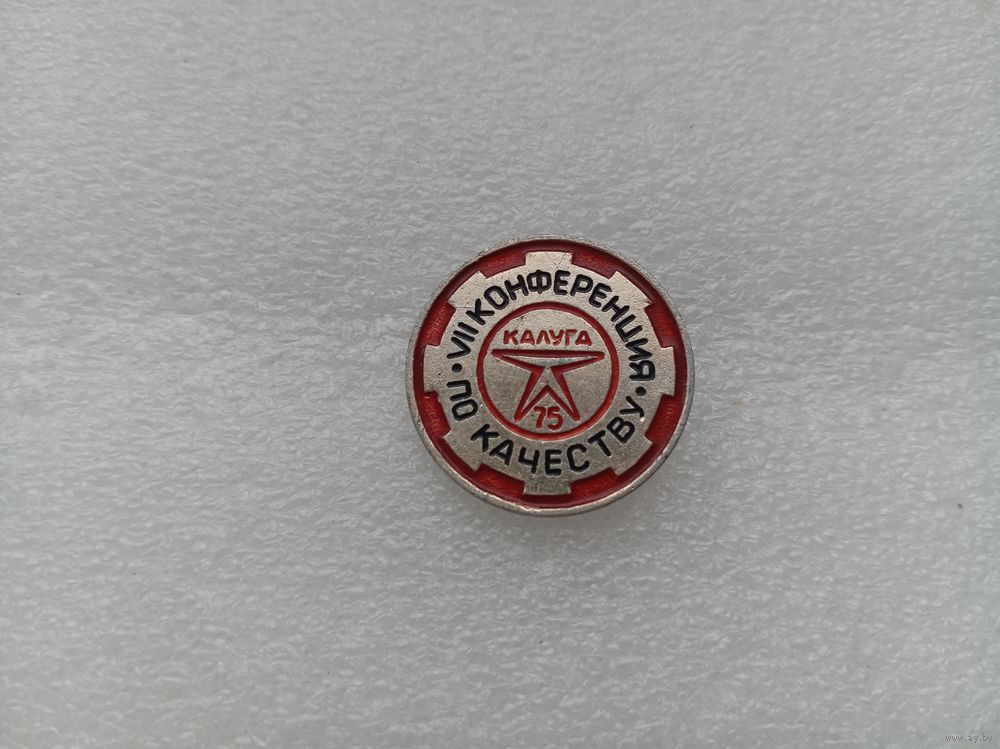 VII КОНФЕРЕНЦИЯ
ПО КАЧЕСТВУ
КАЛУГА
75
© www.ay.by